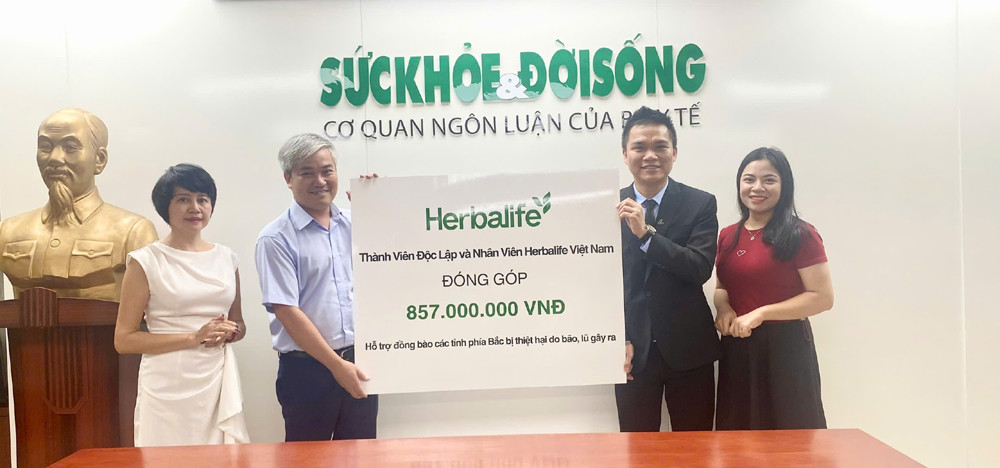 SỨCKHỎE&ĐỜISỐNG
CƠ QUAN NGÔN LUẬN CỦA TẾ
Herbalife
Thành Viên Độc Lập và Nhân Viên Herbalife Việt Nam
ĐÓNG GÓP
857.000.000 VNĐ
Hỗ trợ đồng bào các tỉnh phía Bắc bị thiệt hại do bão, lũ gây ra